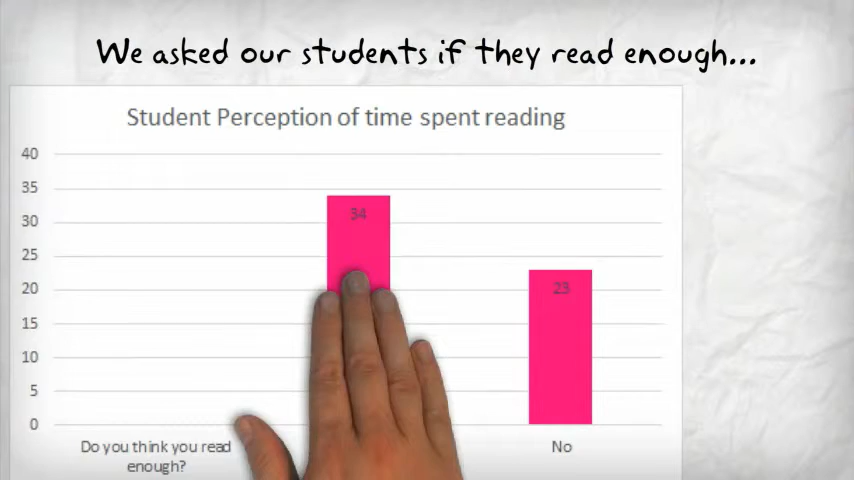 We asked our students if they read enough...
Student Perception of time spent reading
40
35
30
25
20
15
10
5
0
34
23
Do you think you read
enough?
No